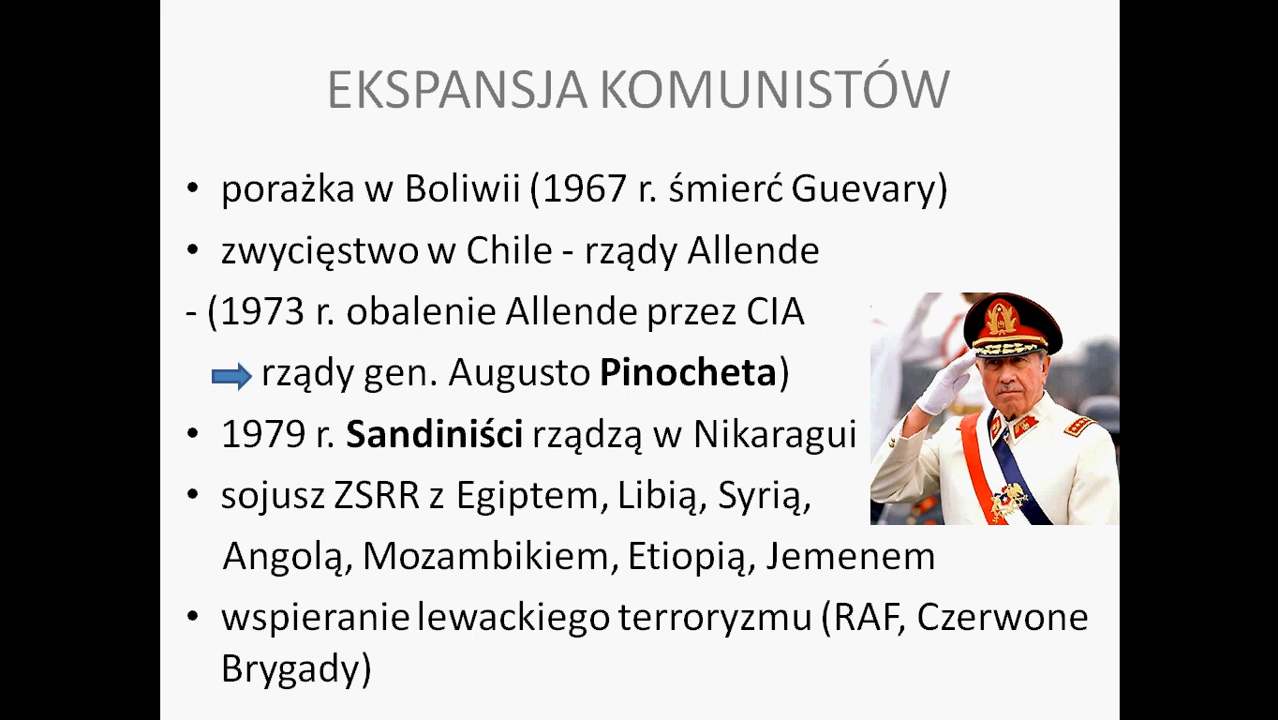 EKSPANSJA KOMUNISTÓW
• porażka w Boliwii (1967 r. śmierć Guevary)
• zwycięstwo w Chile - rządy Allende
- (1973 r. obalenie Allende przez CIA
rządy gen. Augusto Pinocheta)
• 1979 r. Sandiniści rządzą w Nikaragui
• sojusz ZSRR z Egiptem, Libią, Syrią,
Angolą, Mozambikiem, Etiopią, Jemenem
• wspieranie lewackiego terroryzmu (RAF, Czerwone
Brygady)